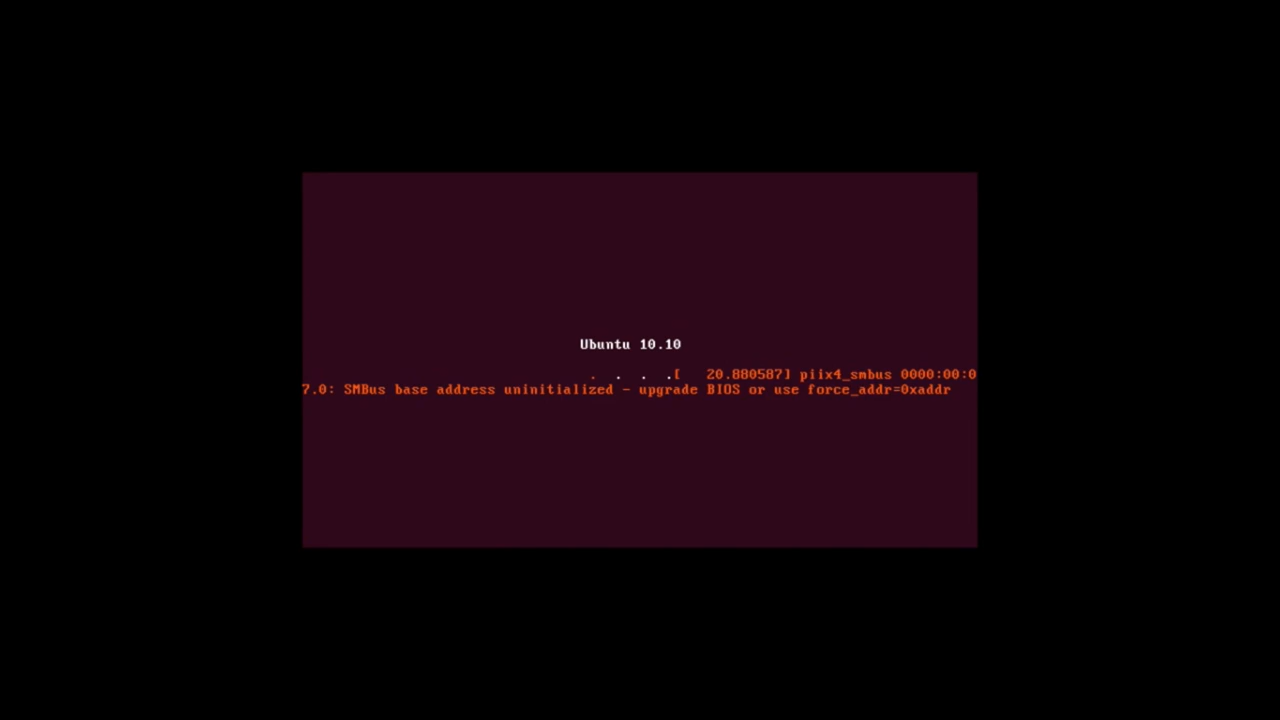 Ubuntu 10.10
. . . .[   20.880587] piix4_smbus 0000:00:0
7.0: SMBus base address uninitialized - upgrade BIOS or use force_addr=0xaddr